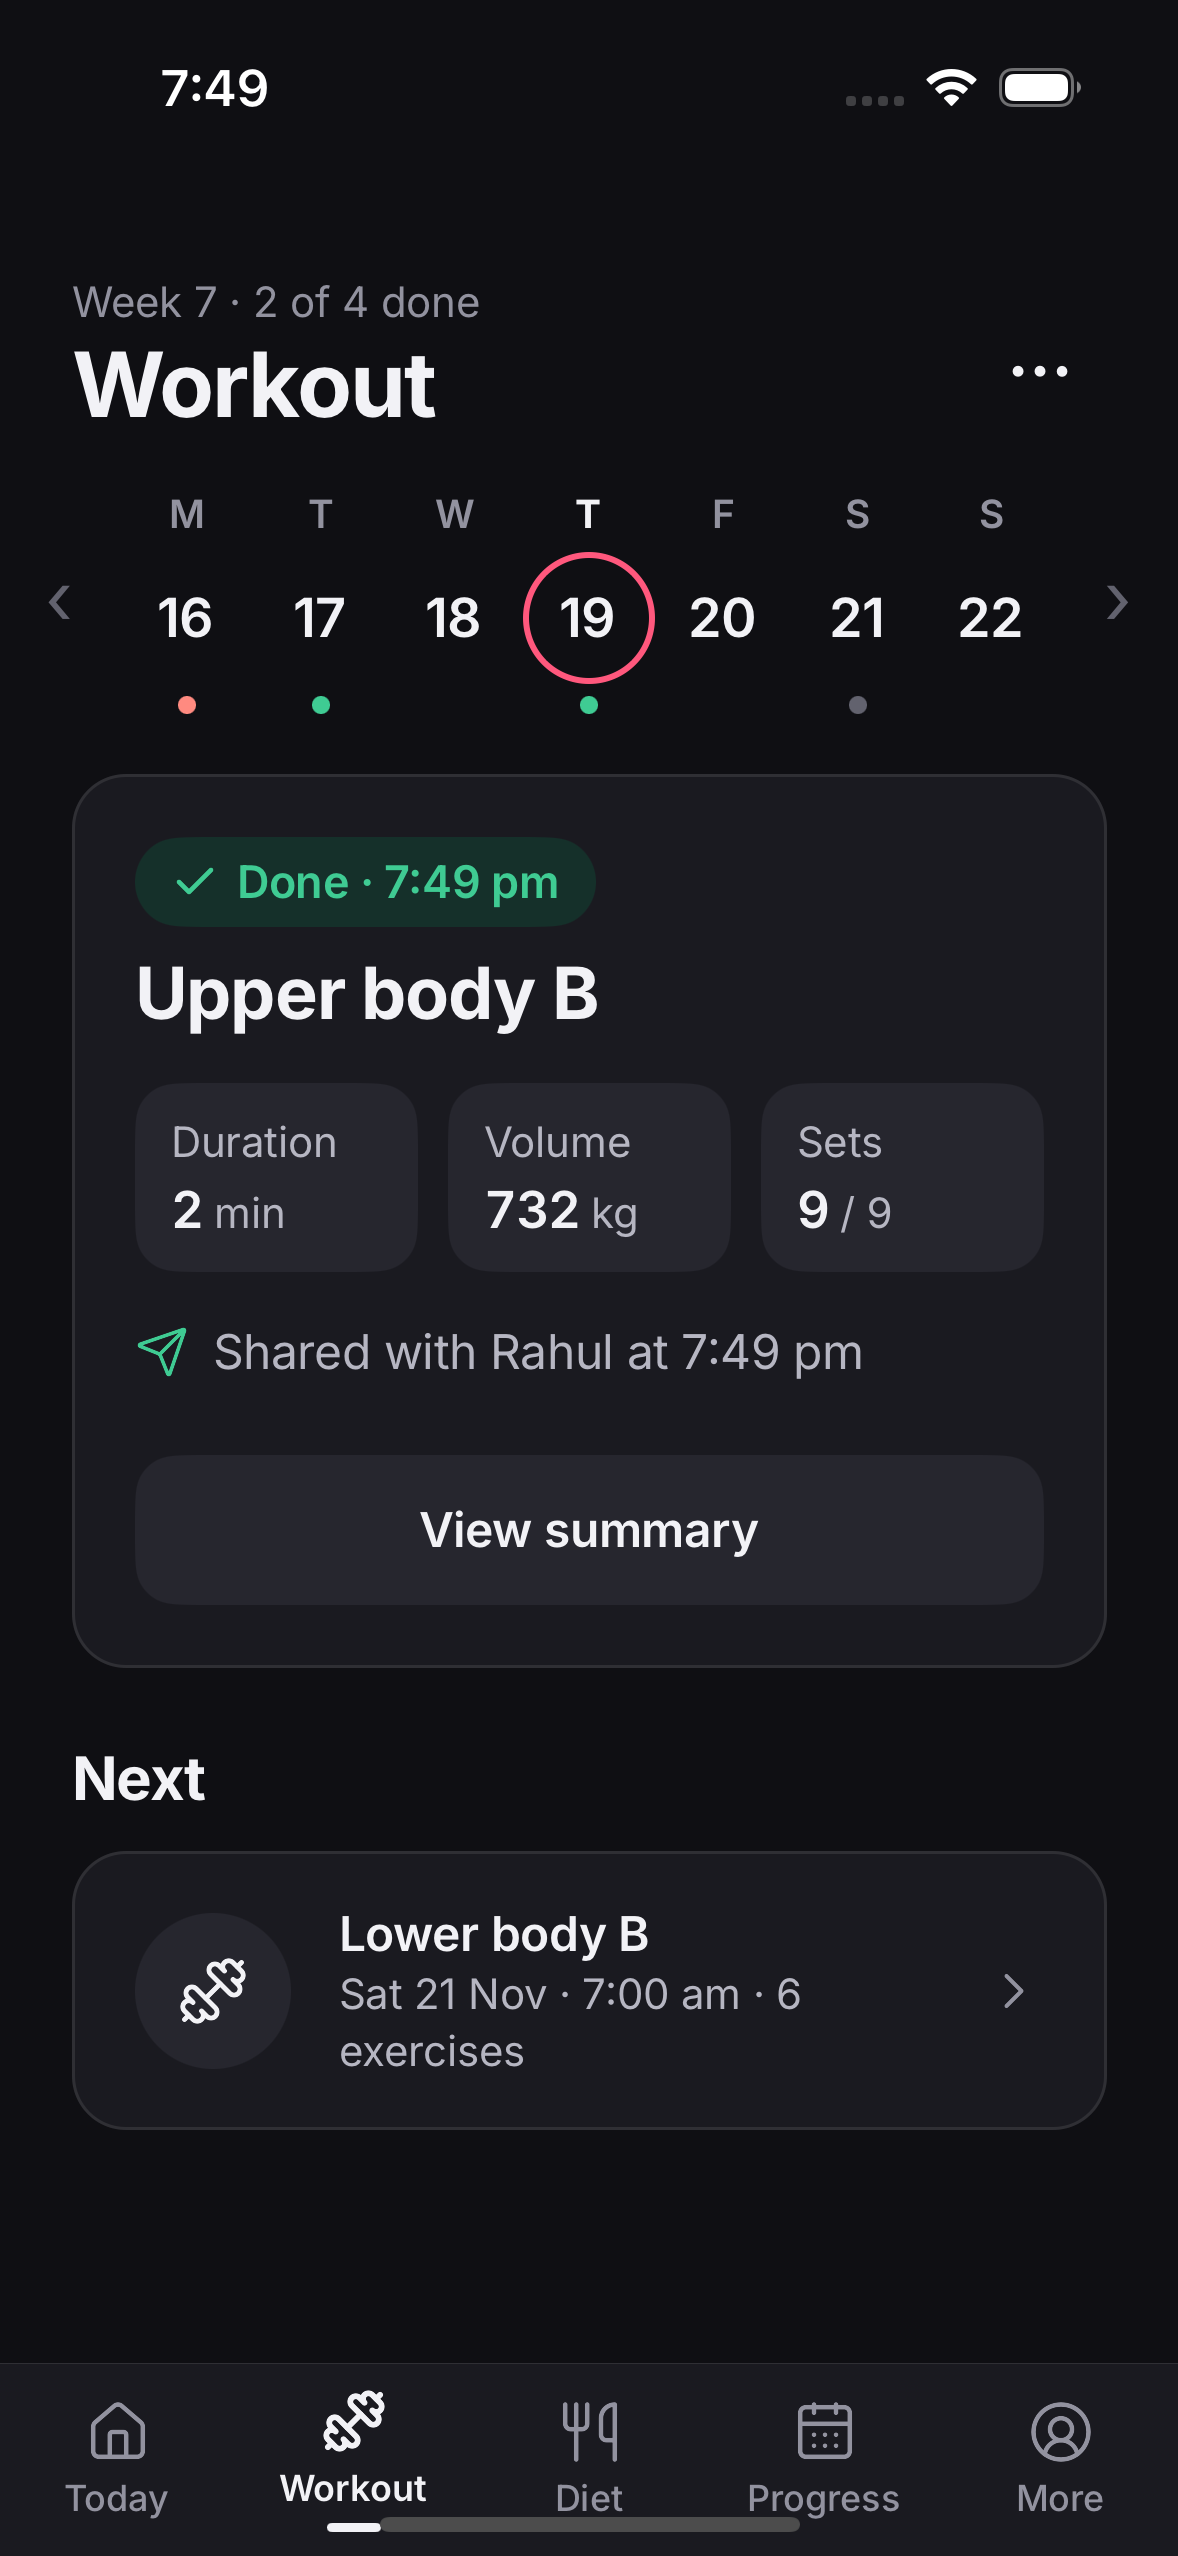 7:49
Week 7 · 2 of 4 done
Workout
M T W T F S S
16 17 18 19 20 21 22
Done · 7:49 pm
Upper body B
Duration Volume Sets
2 min 732 kg 9 / 9
Shared with Rahul at 7:49 pm
View summary
Next
Lower body B
Sat 21 Nov · 7:00 am · 6
exercises
Today Workout Diet Progress More